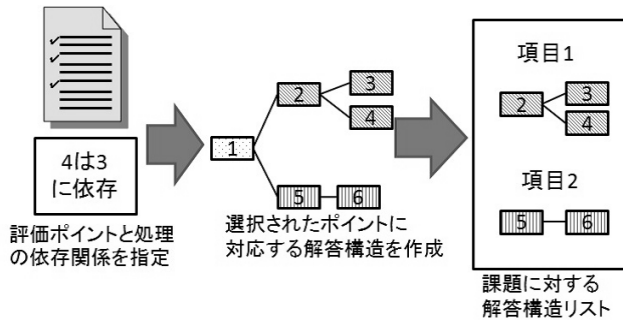 4は3
に依存
評価ポイントと処理
の依存関係を指定
1
2
3
4
5
6
選択されたポイントに
対応する解答構造を作成
項目1
2
3
4
項目2
5
6
課題に対する
解答構造リスト